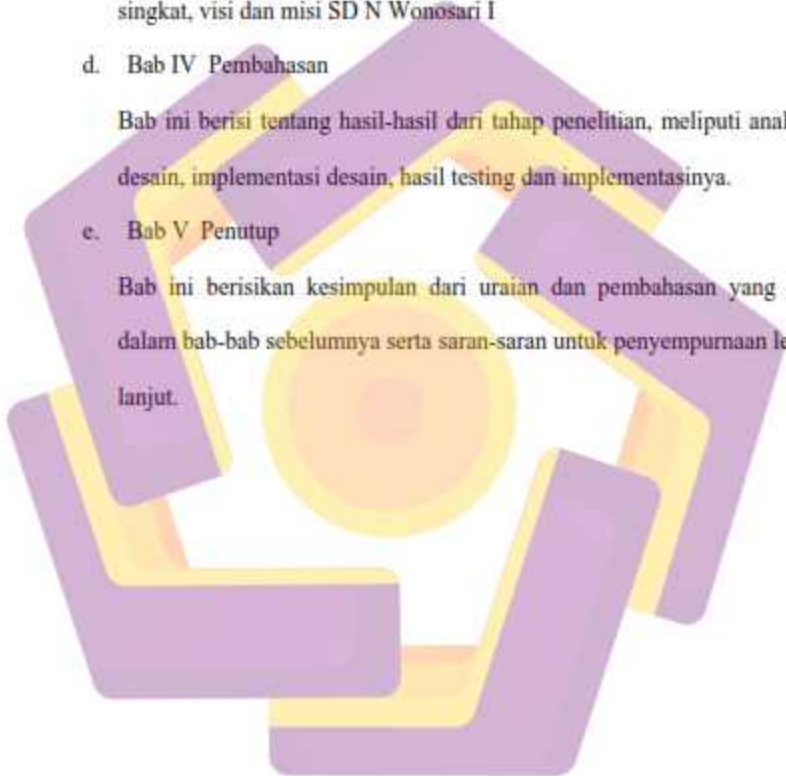 singkat, visi dan misi SD N Wonosari I
d. Bab IV Pembahasan
Bab ini berisi tentang hasil-hasil dari tahap penelitian, meliputi
desain, implementasi desain, hasil testing dan implementasinya.
e. Bab V Penutup
Bab ini berisikan kesimpulan dari uraian dan pembahasan yang
dalam bab-bab sebelumnya serta saran-saran untuk penyempurnaan
lanjut.